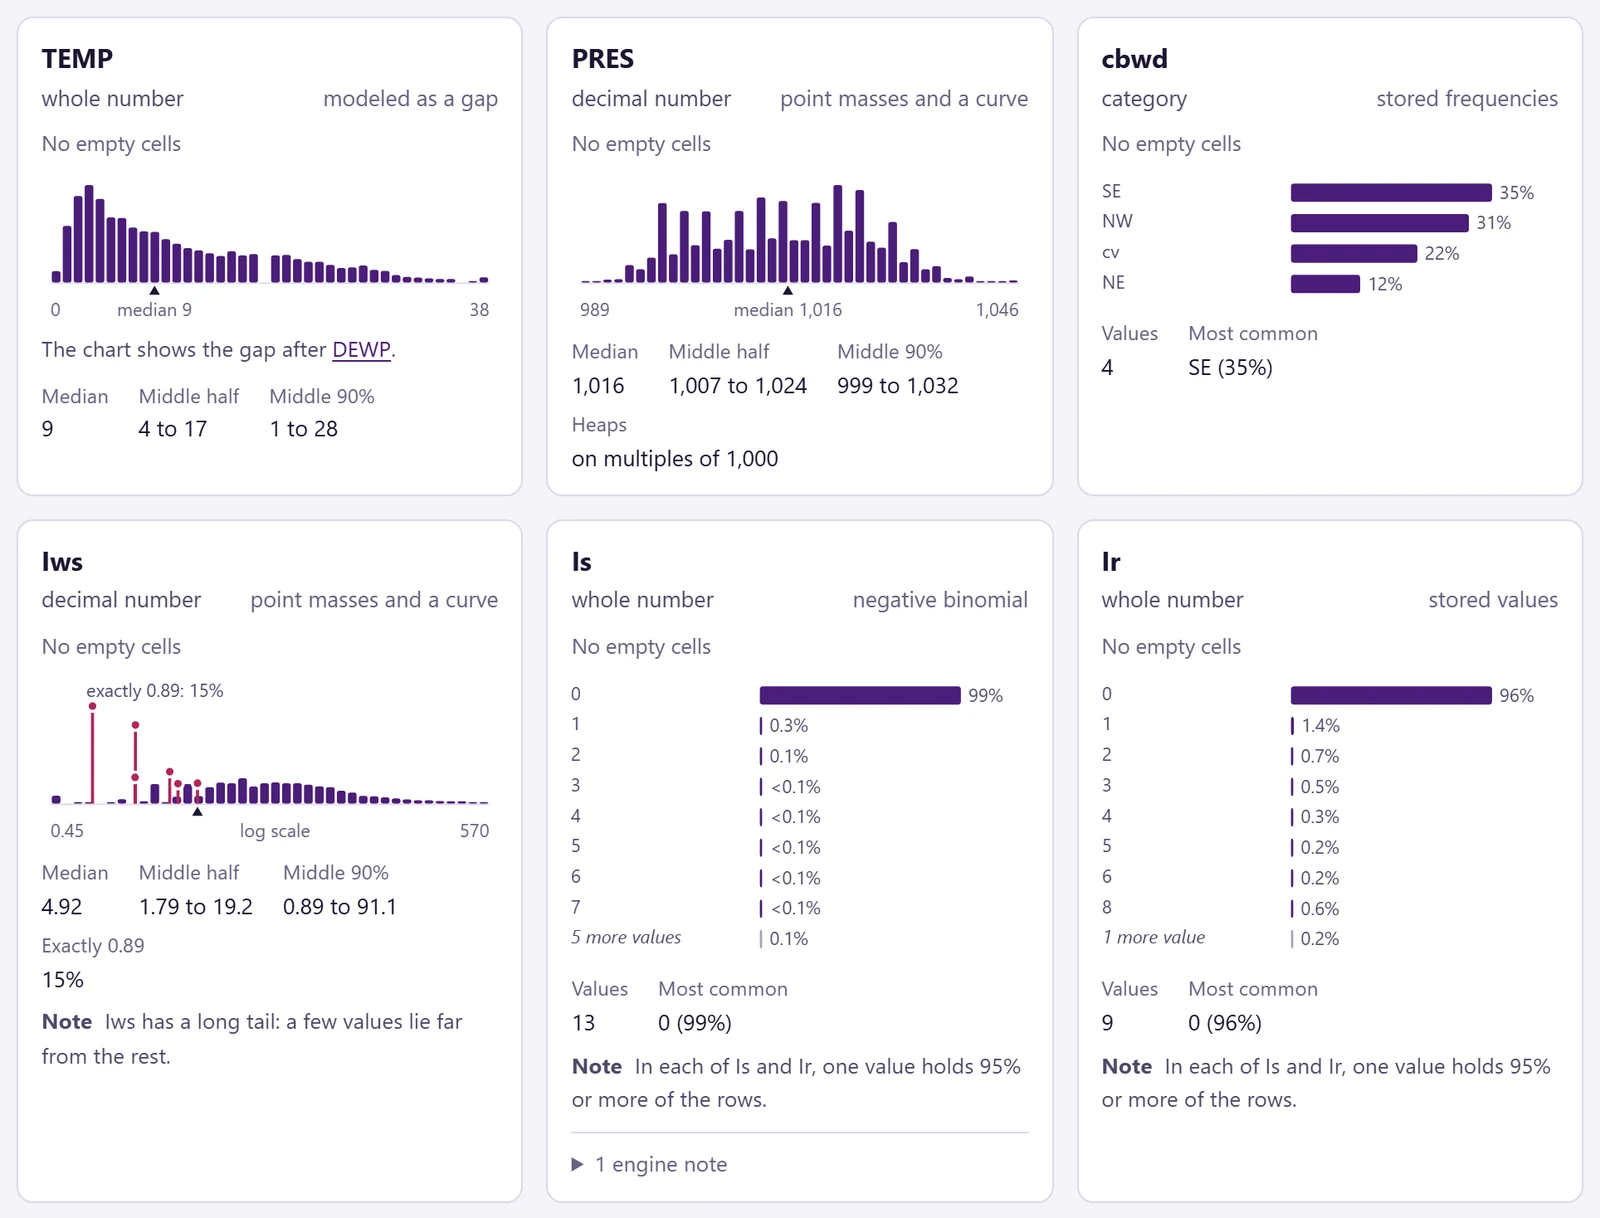 TEMP
whole number modeled as a gap
No empty cells
0 median 9 38
The chart shows the gap after DEWP.
Median Middle half Middle 90%
9 4 to 17 1 to 28
PRES
decimal number point masses and a curve
No empty cells
989 median 1,016 1,046
Median Middle half Middle 90%
1,016 1,007 to 1,024 999 to 1,032
Heaps
on multiples of 1,000
cbwd
category stored frequencies
No empty cells
SE 35%
NW 31%
cv 22%
NE 12%
Values Most common
4 SE (35%)
Iws
decimal number point masses and a curve
No empty cells
exactly 0.89: 15%
0.45 log scale 570
Median Middle half Middle 90%
4.92 1.79 to 19.2 0.89 to 91.1
Exactly 0.89
15%
Note Iws has a long tail: a few values lie far
from the rest.
Is
whole number negative binomial
No empty cells
0 99%
1 0.3%
2 0.1%
3 <0.1%
4 <0.1%
5 <0.1%
6 <0.1%
7 <0.1%
5 more values 0.1%
Values Most common
13 0 (99%)
Note In each of Is and Ir, one value holds 95%
or more of the rows.
1 engine note
Ir
whole number stored values
No empty cells
0 96%
1 1.4%
2 0.7%
3 0.5%
4 0.3%
5 0.2%
6 0.2%
8 0.6%
1 more value 0.2%
Values Most common
9 0 (96%)
Note In each of Is and Ir, one value holds 95%
or more of the rows.